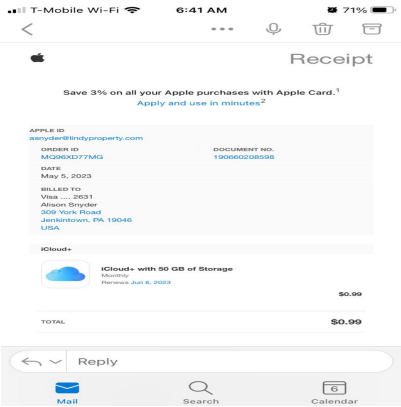 T-Mobile Wi-Fi 6:41 AM 71%
Receipt
Save 3% on all your Apple purchases with Apple Card.1
Apply and use in minutes2
APPLE ID
asnyder@lindyproperty.com
ORDER ID DOCUMENT NO.
MQ96XD77MG 190660208598
DATE
May 5, 2023
BILLED TO
Visa .... 2631
Alison Snyder
309 York Road
Jenkintown, PA 19046
USA
iCloud+
iCloud+ with 50 GB of Storage
Monthly
Renews Jun 6, 2023
$0.99
TOTAL $0.99
Reply
6
Mail Search Calendar